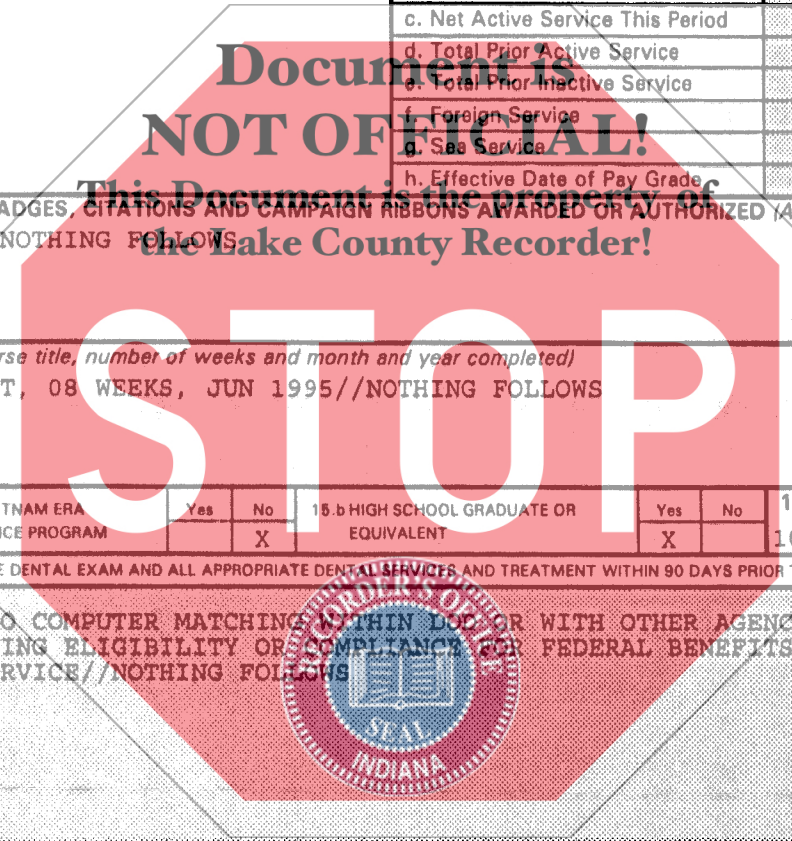 c. Net Active Service This Period
d. Total Prior Active Service
Document is
e. Total Prior Inactive Service
f. Foreign Service
NOT OFFICIAL!
g. Sea Service
h. Effective Date of Pay Grade
This Document is the property of
ADGES, CITATIONS AND CAMPAIGN RIBBONS AWARDED OR AUTHORIZED (A
NOTHING FOLLOWS
the Lake County Recorder!
rse title, number of weeks and month and year completed)
T, 08 WEEKS, JUN 1995//NOTHING FOLLOWS
STOP
TNAM ERA Yes No 15.b HIGH SCHOOL GRADUATE OR Yes No 1
ICE PROGRAM X EQUIVALENT X 1
E DENTAL EXAM AND ALL APPROPRIATE DENTAL SERVICES AND TREATMENT WITHIN 90 DAYS PRIOR T
O COMPUTER MATCHING WITHIN DOD OR WITH OTHER AGENC
ING ELIGIBILITY OR COMPLIANCE FOR FEDERAL BENEFITS
RVICE//NOTHING FOLLOWS
RECORDER'S OFFICE
SEAL
INDIANA